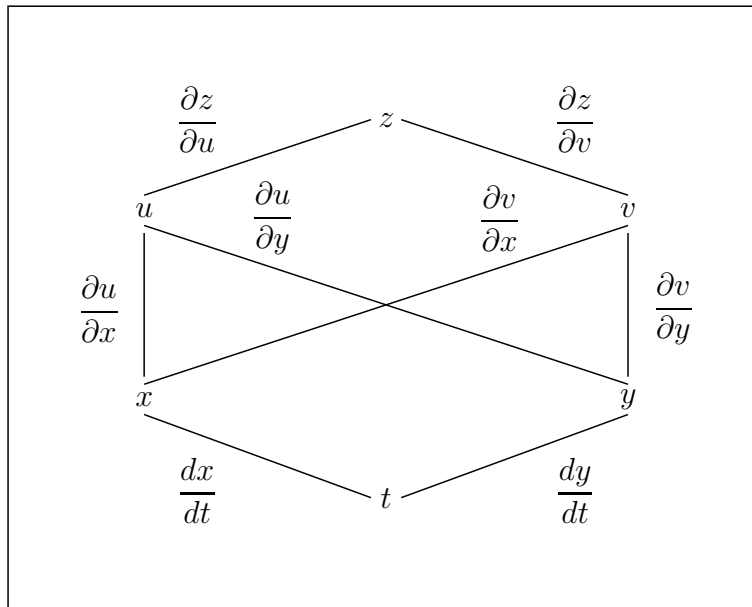 ∂z/∂u z ∂z/∂v
u ∂u/∂y ∂v/∂x v
∂u/∂x ∂v/∂y
x y
dx/dt t dy/dt